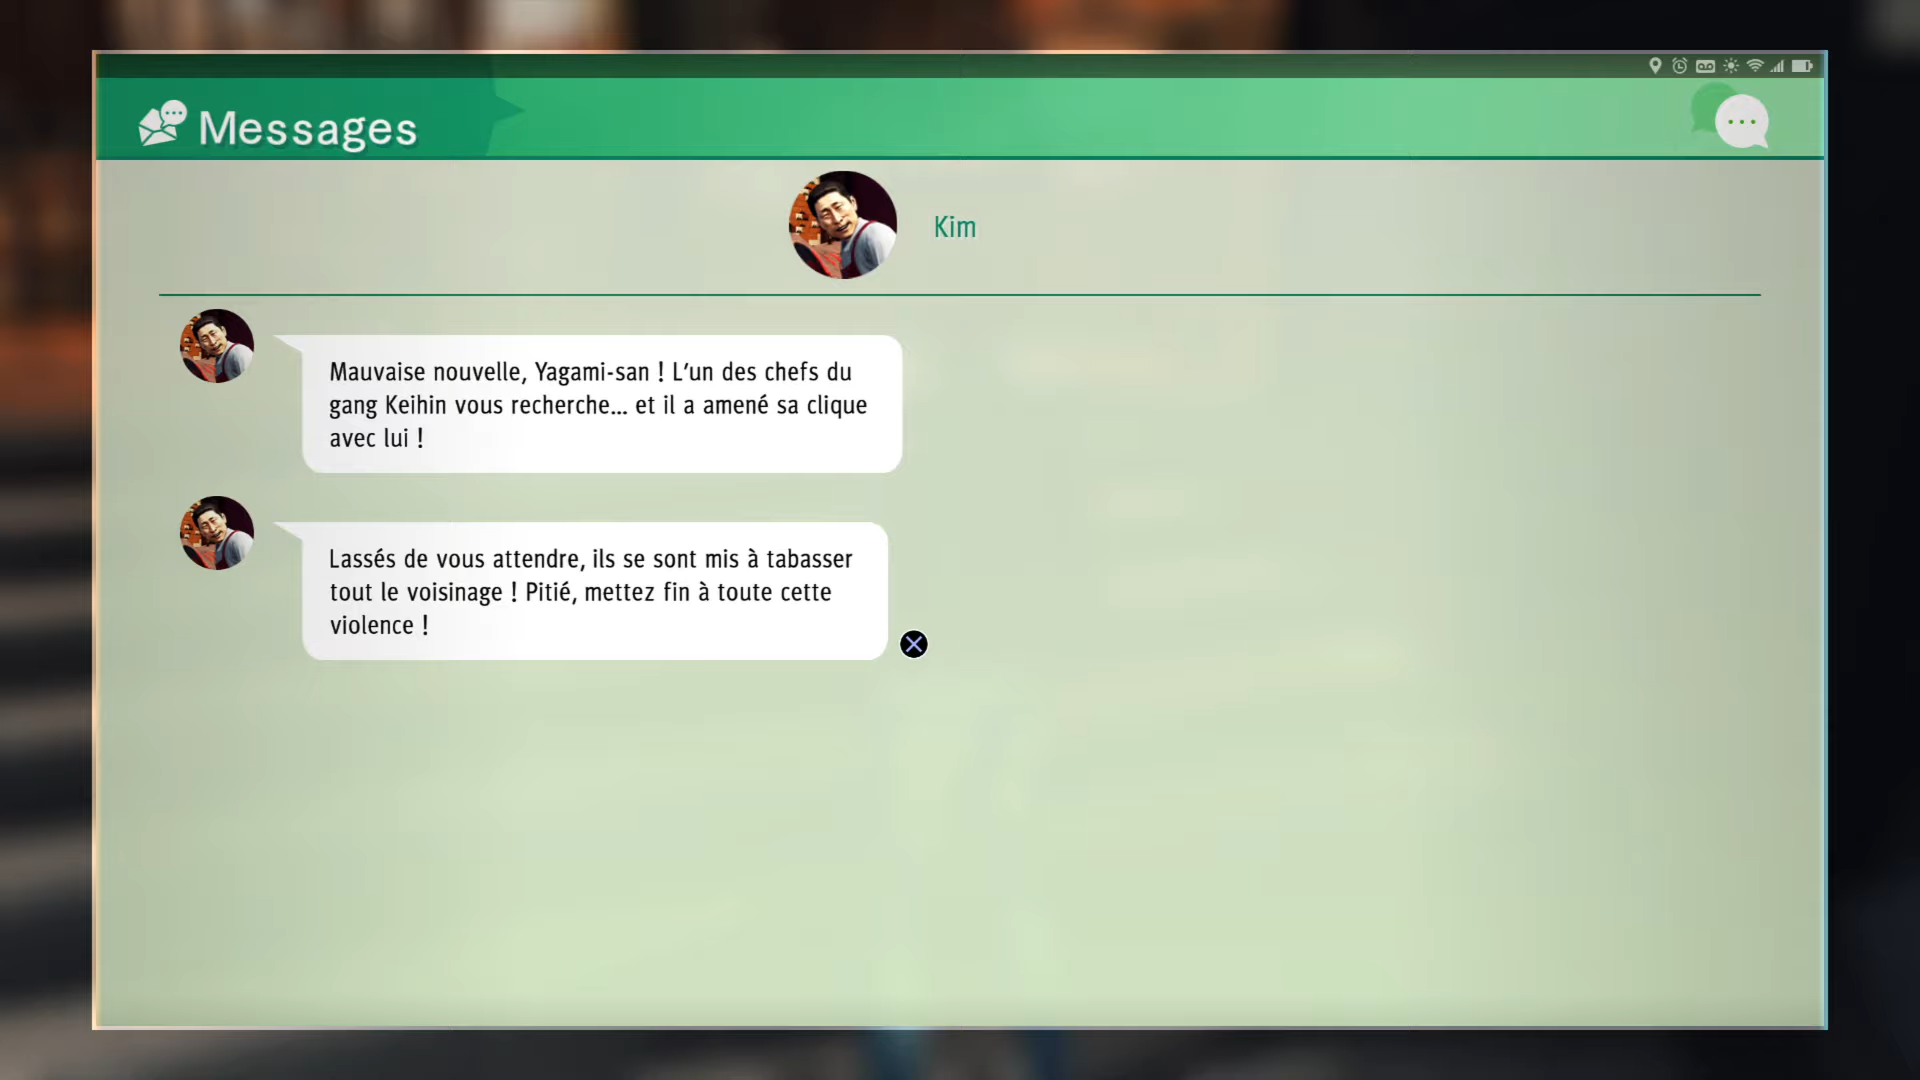 Messages
Kim
Mauvaise nouvelle, Yagami-san ! L'un des chefs du
gang Keihin vous recherche... et il a amené sa clique
avec lui !
Lassés de vous attendre, ils se sont mis à tabasser
tout le voisinage ! Pitié, mettez fin à toute cette
violence !